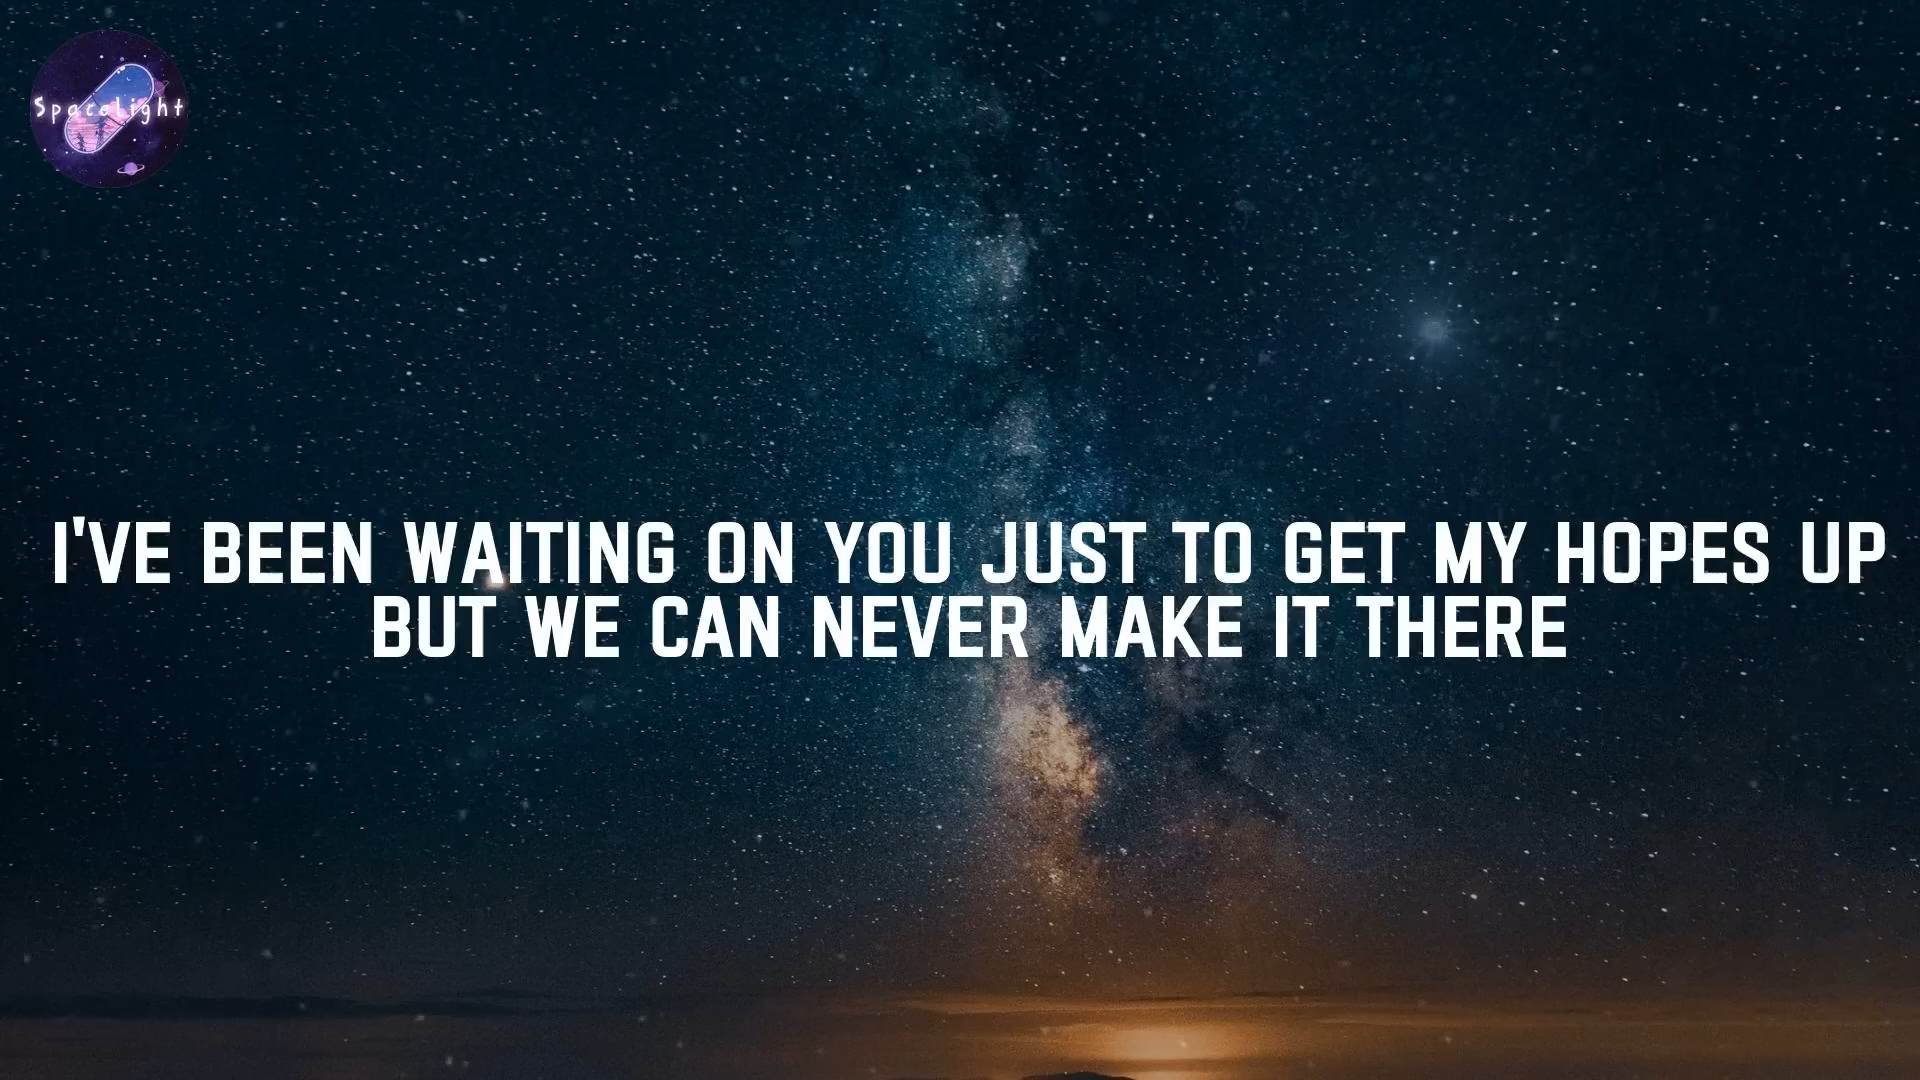 SpaceLight
I'VE BEEN WAITING ON YOU JUST TO GET MY HOPES UP
BUT WE CAN NEVER MAKE IT THERE